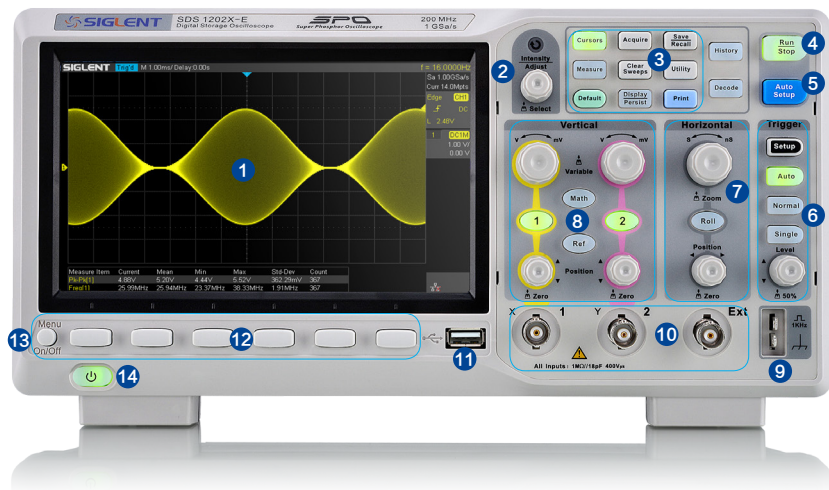 SIGLENT SDS 1202X-E SPO 200 MHz
Digital Storage Oscilloscope Super Phosphor Oscilloscope 1 GSa/s
SIGLENT Trig'd M 1.00ms/ Delay:0.00s f = 16.0000Hz
Sa 1.00GSa/s
Curr 14.0Mpts
Edge CH1
DC
L 2.48V
1 DC1M
1.00 V/
0.00 V
1
Measure Item Current Mean Min Max Std-Dev Count
Pk-Pk[1] 4.88V 5.20V 4.44V 5.52V 362.29mV 367
Freq[1] 25.99MHz 25.94MHz 23.37MHz 38.33MHz 1.91MHz 367
2
Intensity
Adjust
Select
Cursors Acquire Save
Recall
3
Measure Clear
Sweeps Utility
Default Display
Persist Print
History
Decode
Run
Stop
4
Auto
Setup
5
Vertical
V mV V mV
Variable
Math
1 8 2
Ref
Position
Zero Zero
Horizontal
S nS
7
Zoom
Roll
Position
Zero
Trigger
Setup
Auto
Normal
6
Single
Level
50%
X 1 Y 2 Ext
10
All Inputs: 1MΩ//18pF 400Vpk
1KHz
9
Menu
13 12
On/Off
11
14